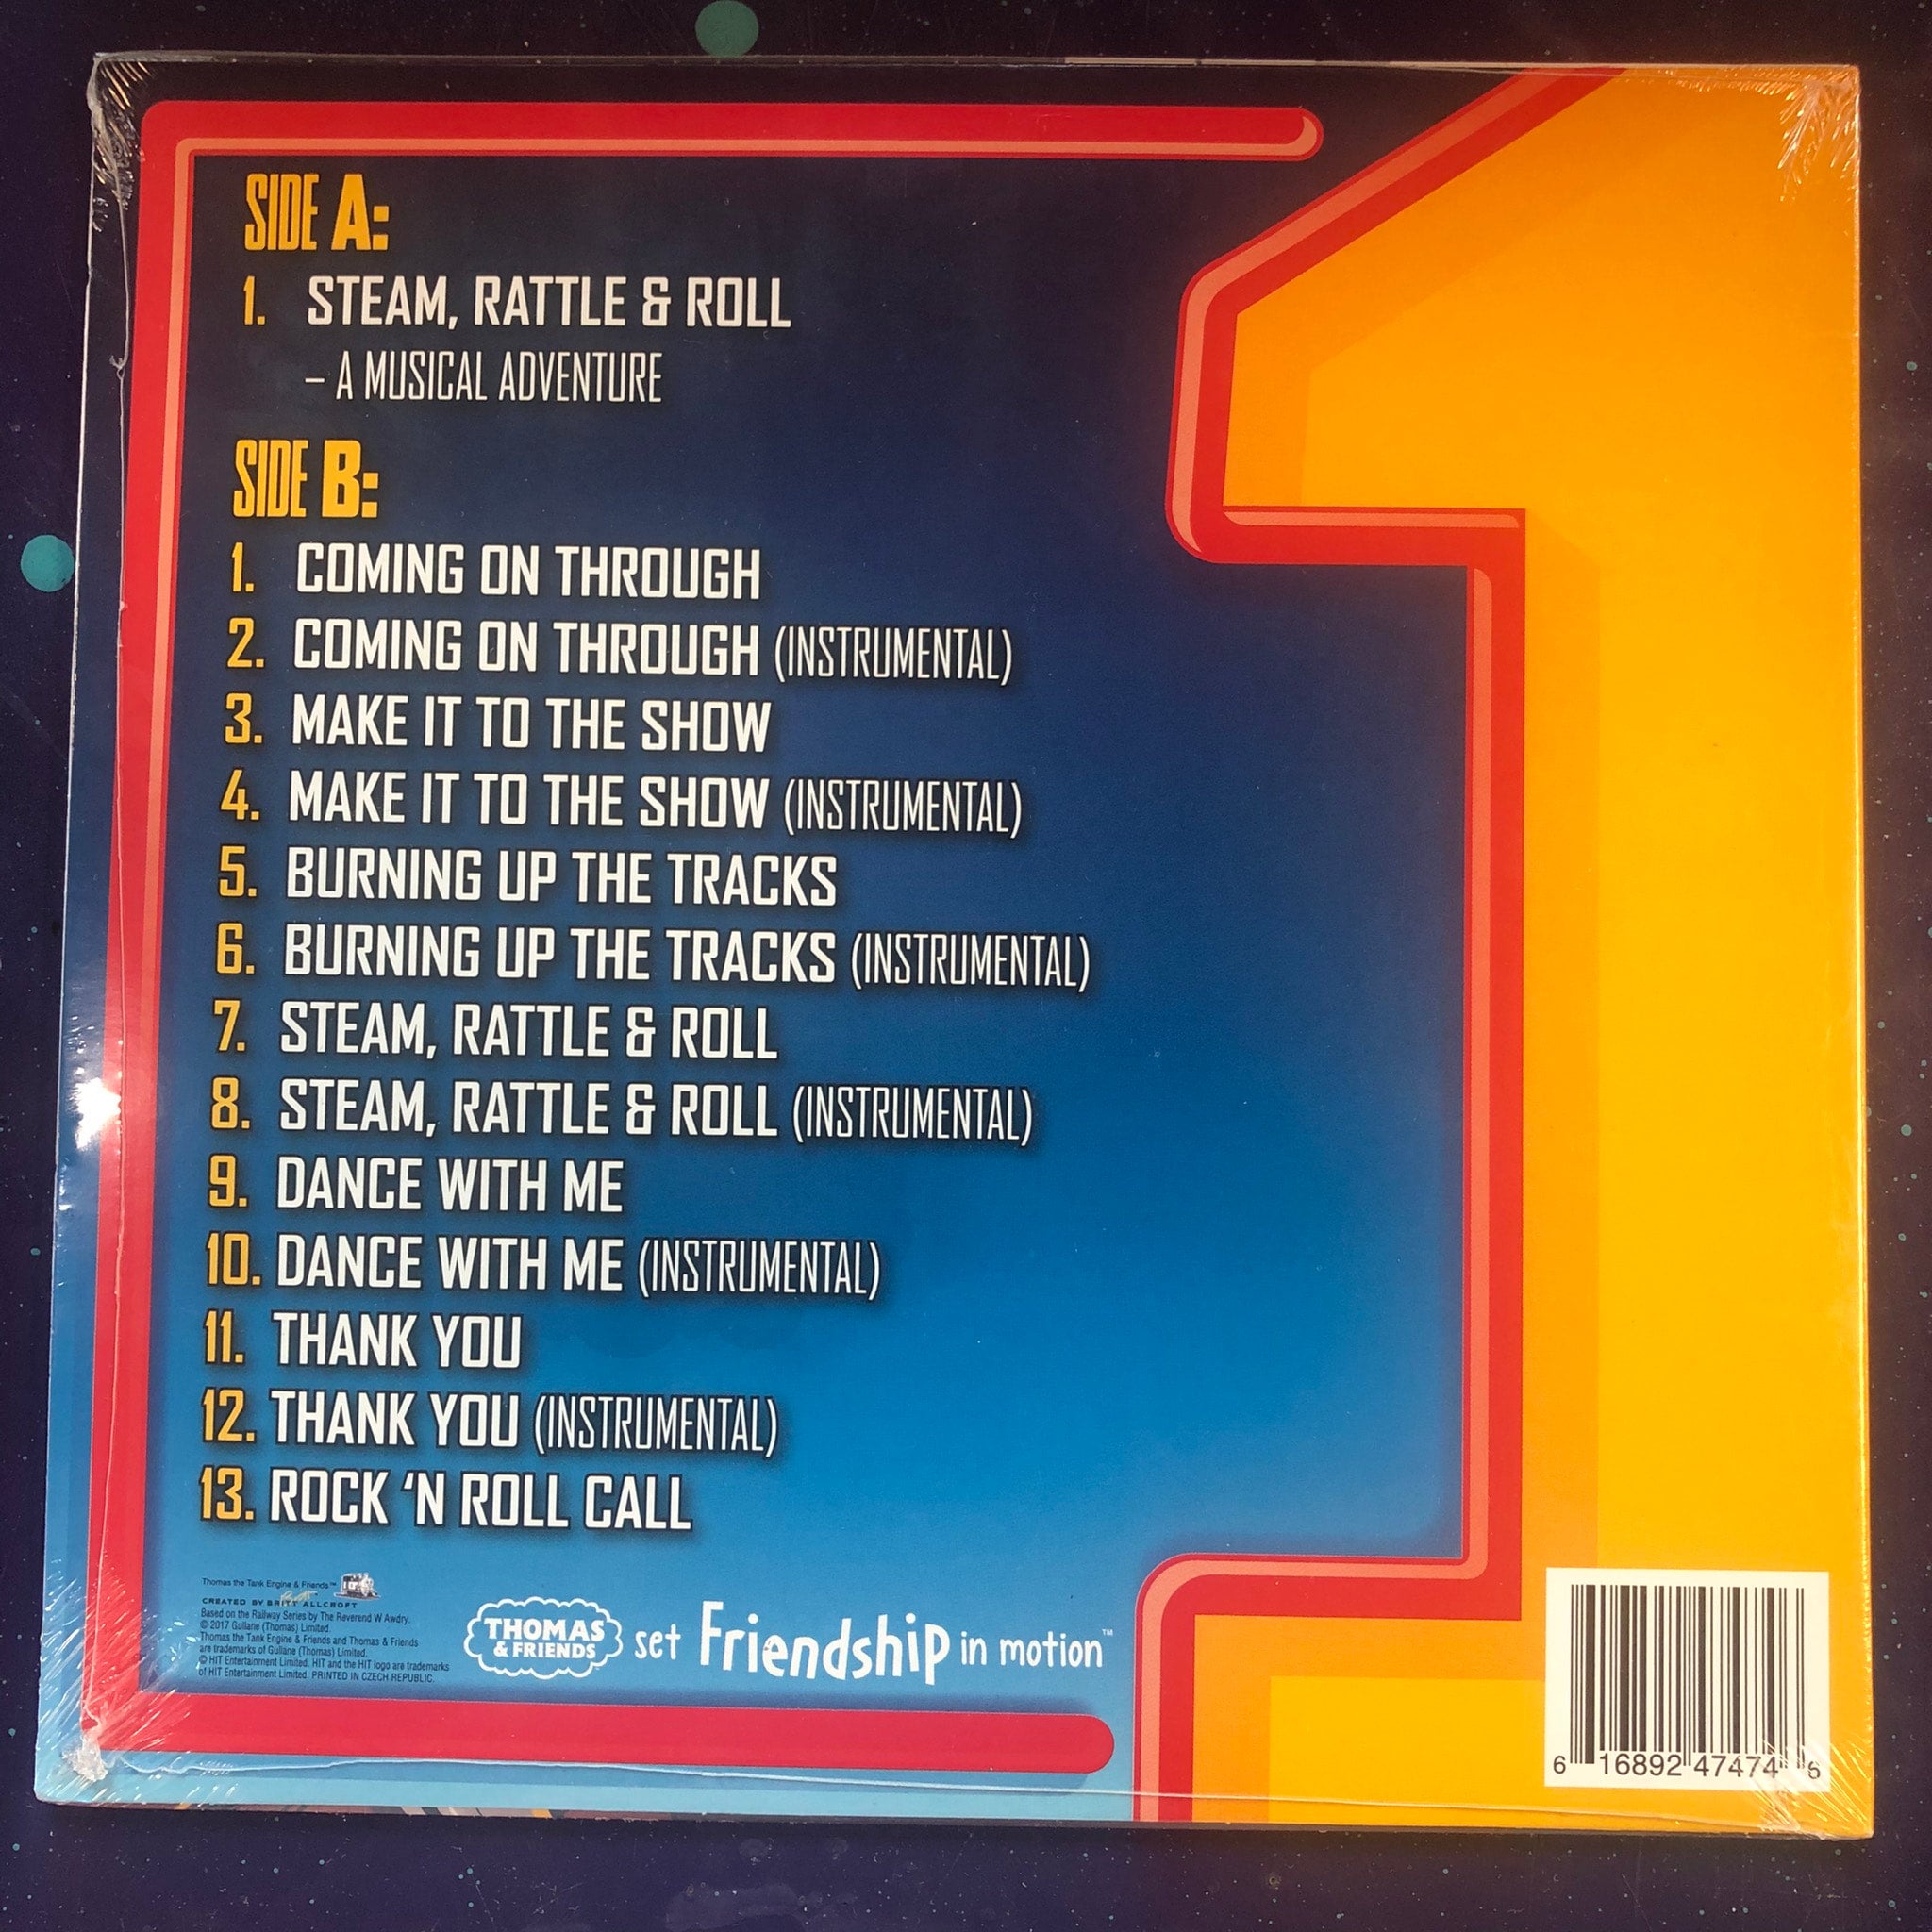 SIDE A:
1. STEAM, RATTLE & ROLL
– A MUSICAL ADVENTURE
SIDE B:
1. COMING ON THROUGH
2. COMING ON THROUGH (INSTRUMENTAL)
3. MAKE IT TO THE SHOW
4. MAKE IT TO THE SHOW (INSTRUMENTAL)
5. BURNING UP THE TRACKS
6. BURNING UP THE TRACKS (INSTRUMENTAL)
7. STEAM, RATTLE & ROLL
8. STEAM, RATTLE & ROLL (INSTRUMENTAL)
9. DANCE WITH ME
10. DANCE WITH ME (INSTRUMENTAL)
11. THANK YOU
12. THANK YOU (INSTRUMENTAL)
13. ROCK ‘N ROLL CALL
Thomas the Tank Engine & Friends™
CREATED BY BRITT ALLCROFT
Based on the Railway Series by The Reverend W Awdry.
© 2017 Gullane (Thomas) Limited.
Thomas the Tank Engine & Friends and Thomas & Friends
are trademarks of Gullane (Thomas) Limited.
© HIT Entertainment Limited. HIT and the HIT logo are trademarks
of HIT Entertainment Limited. PRINTED IN CZECH REPUBLIC.
THOMAS
& FRIENDS
set Friendship in motion™
1
6 16892 47474 6